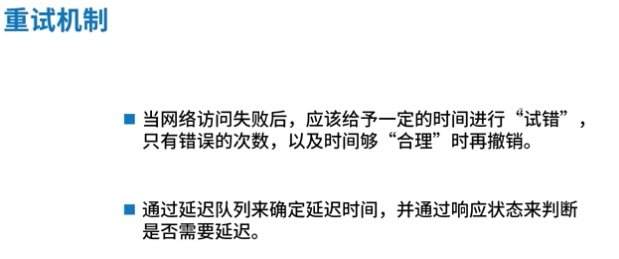 重试机制
当网络访问失败后，应该给予一定的时间进行“试错”，
只有错误的次数，以及时间够“合理”时再撤销。
通过延迟队列来确定延迟时间，并通过响应状态来判断
是否需要延迟。